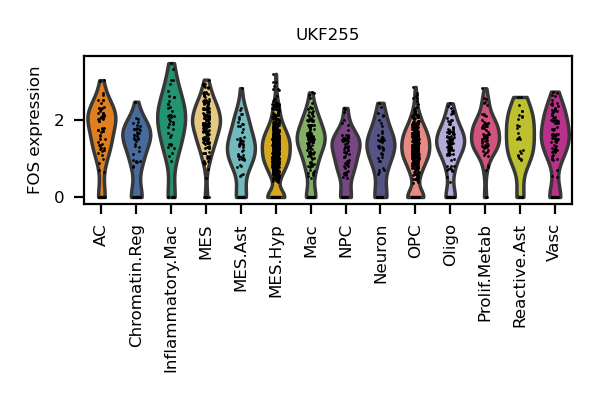 UKF255
FOS expression
2
0
AC
Chromatin.Reg
Inflammatory.Mac
MES
MES.Ast
MES.Hyp
Mac
NPC
Neuron
OPC
Oligo
Prolif.Metab
Reactive.Ast
Vasc